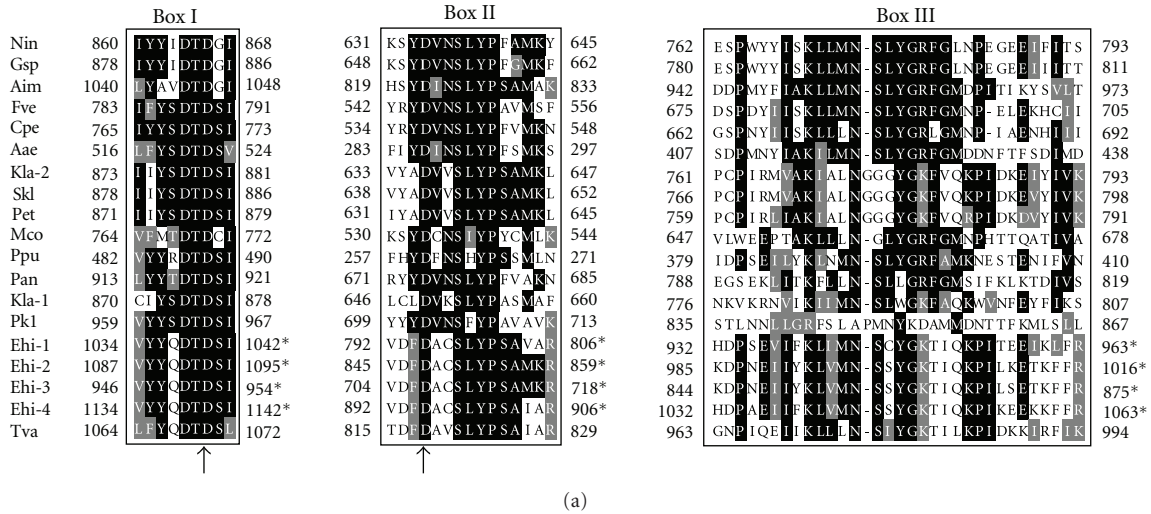 Box I Box II Box III
Nin 860 IYYIDTDGI 868 631 KSYDVNSLYPFAMKY 645 762 ESPWYYISKLLMN-SLYGRFGLNPEGEEIFITS 793
Gsp 878 IYYIDTDGI 886 648 KSYDVNSLYPFGMKF 662 780 ESPWYYISKLLMN-SLYGRFGLNPEGEEIIITT 811
Aim 1040 LYAVDTDGI 1048 819 HSYDINSLYPSAMAK 833 942 DDPMYFIAKLLMN-SLYGRFGMDPITIKYSVLT 973
Fve 783 IFYSDTDSI 791 542 YRYDVNSLYPAVMSF 556 675 DSPDYIISKLLMN-SLYGRFGMNP-ELEKHCII 705
Cpe 765 IYYSDTDSI 773 534 YRYDVNSLYPFVMKN 548 662 GSPNYLISKLLLN-SLYGRLGMNP-IAENHIII 692
Aae 516 LFYSDTDSV 524 283 FIYDINSLYPFSMKS 297 407 SDPMNYIAKILMN-SLYGRFGMDDNFTFSDIMD 438
Kla-2 873 IIYSDTDSI 881 633 VYADVVSLYPSAMKL 647 761 PCPIRMVAKIALNGGGYGKFVQKPIDKEIYIVK 793
Skl 878 IIYSDTDSI 886 638 VYADVVSLYPSAMKL 652 766 PCPIRMVAKIALNGGGYGKFVQKPIDKEVYIVK 798
Pet 871 IIYSDTDSI 879 631 IYADVVNSLYPSAMKL 645 759 PCPIRLIAKIALNGGGYGKFVQRPIDKDVYIVK 791
Mco 764 VFMTDTDCI 772 530 KSYDCNSIYPYCMLK 544 647 VLWEEPTAKLLLN-GLYGRFGMNPHTTQATIVA 678
Ppu 482 VYYRDTDSI 490 257 FHYDFNSHYPSSMLN 271 379 IDPSEILYKLNMN-SLYGRFAMKNESTENIFVN 410
Pan 913 LYYTDTDSI 921 671 RYYDVNSLYPFVAKN 685 788 EGSEKLITKFLLN-SLLGRFGMSIFKLKTDIVS 819
Kla-1 870 CIYSDTDSI 878 646 LCLDVKSLYPASMAF 660 776 NKVKRNVIKIIMN-SLWGKFAQKWVNFEYFIKS 807
Pk1 959 VYYSDTDSI 967 699 YYYDVNSFYPAVAVK 713 835 STLNNLLGRFSLAPMNYKDAMMDNTTFKMLSLL 867
Ehi-1 1034 VYYQDTDSI 1042* 792 VDFDACSLYPSAVAR 806* 932 HDPSEVIFKLIMN-SCYGKTIQKPITEEIKLFR 963*
Ehi-2 1087 VYYQDTDSI 1095* 845 VDFDACSLYPSAMKR 859* 985 KDPNEIYKLVMN-SSYGKTIQKPILKETKFFR 1016*
Ehi-3 946 VYYQDTDSI 954* 704 VDFDACSLYPSAMKR 718* 844 KDPNEIYKLVMN-SSYGKTIQKPILSETKFFR 875*
Ehi-4 1134 VYYQDTDSI 1142* 892 VDFDACSLYPSAIAR 906* 1032 HDPAEIIFKLVMN-SSYGKTIQKPIKEEKKFFR 1063*
Tva 1064 LFYQDTDSL 1072 815 TDFDAVSLYPSAIAR 829 963 GNPIQEIIKLLLN-SIYGKTILKPIDKKIRFIK 994
(a)